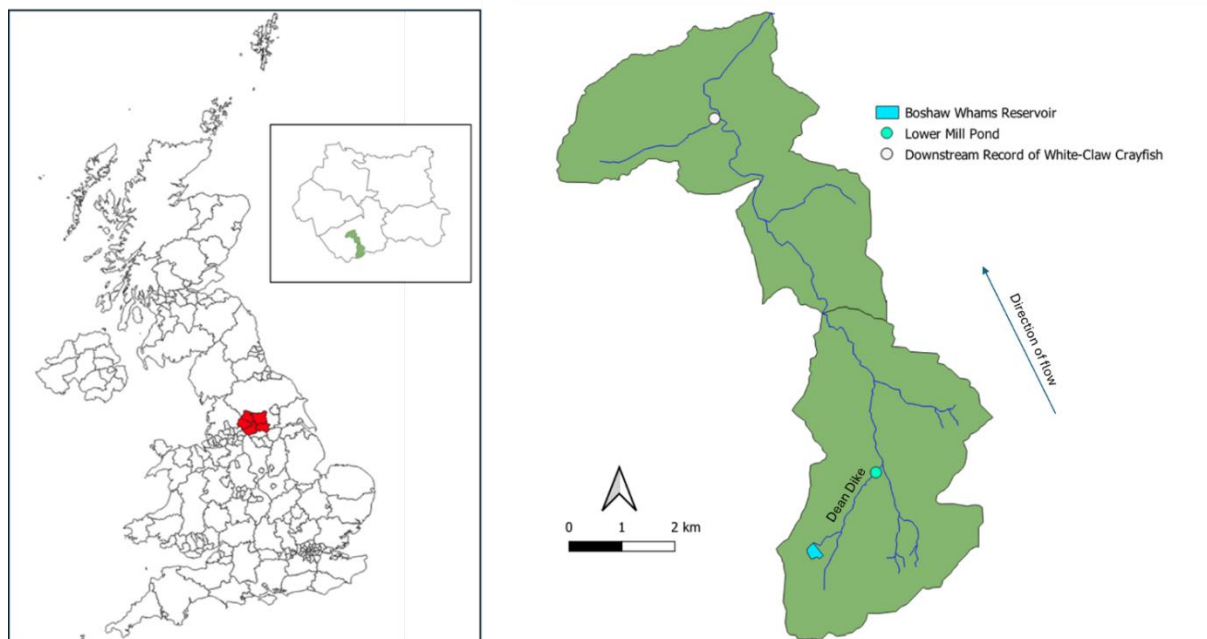 Boshaw Whams Reservoir
Lower Mill Pond
Downstream Record of White-Claw Crayfish
Direction of flow
Dean Dike
0 1 2 km